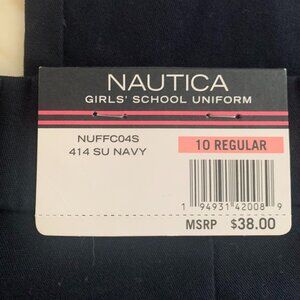 NAUTICA
GIRLS' SCHOOL UNIFORM
NUFFC04S
414 SU NAVY
10 REGULAR
1 94931 42008 9
MSRP $38.00